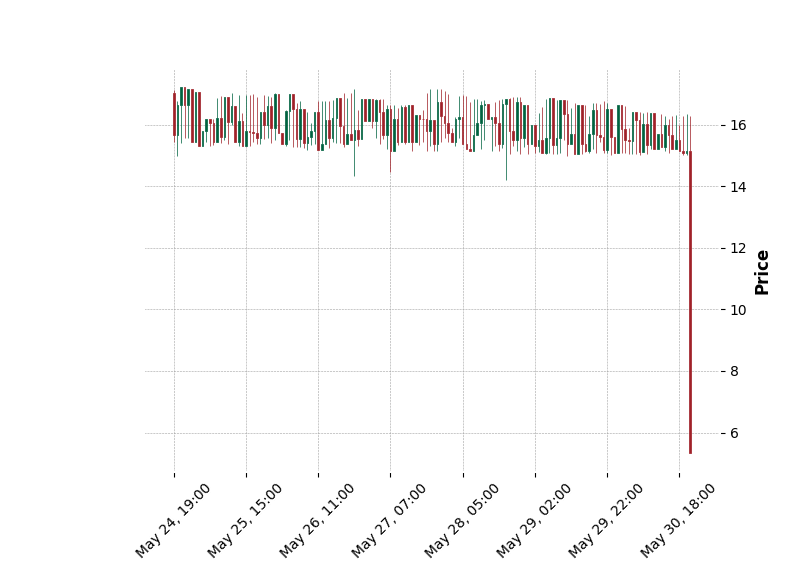 16
14
12
10
8
6
Price
May 24, 19:00
May 25, 15:00
May 26, 11:00
May 27, 07:00
May 28, 05:00
May 29, 02:00
May 29, 22:00
May 30, 18:00